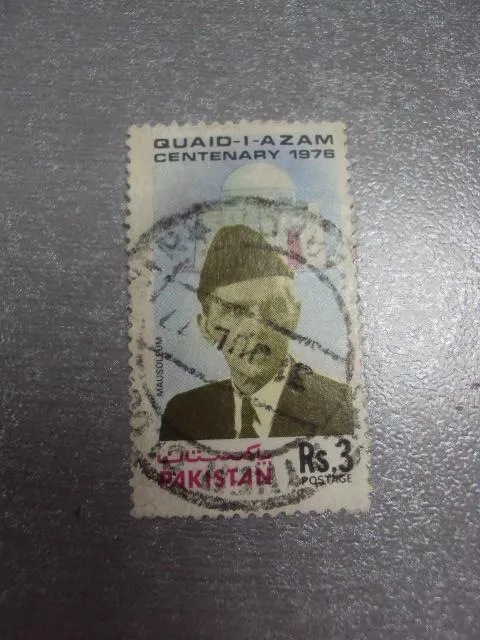 QUAID-I-AZAM
CENTENARY 1976
MAUSOLEUM
پاکستان
PAKISTAN
Rs.3
POSTAGE